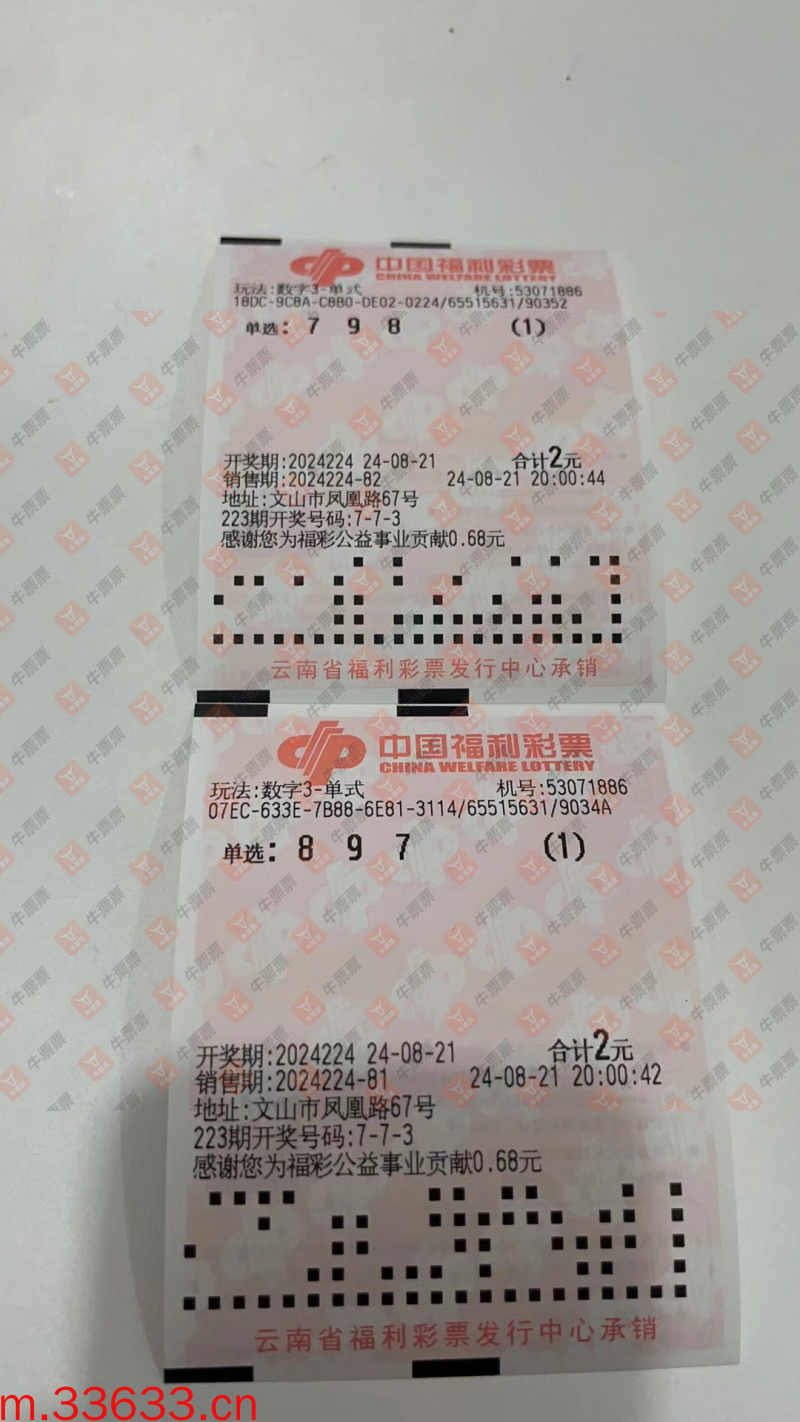 中国福利彩票
CHINA WELFARE LOTTERY
玩法:数字3-单式 机号:53071886
18DC-9C8A-C8B0-DE02-0224/65515631/90352
单选: 7 9 8 (1)
开奖期:2024224 24-08-21 合计2元
销售期:2024224-82 24-08-21 20:00:44
地址:文山市凤凰路67号
223期开奖号码:7-7-3
感谢您为福彩公益事业贡献0.68元
云南省福利彩票发行中心承销
中国福利彩票
CHINA WELFARE LOTTERY
玩法:数字3-单式 机号:53071886
07EC-633E-7B88-6E81-3114/65515631/9034A
单选: 8 9 7 (1)
开奖期:2024224 24-08-21 合计2元
销售期:2024224-81 24-08-21 20:00:42
地址:文山市凤凰路67号
223期开奖号码:7-7-3
感谢您为福彩公益事业贡献0.68元
云南省福利彩票发行中心承销
牛票票
m.33633.cn